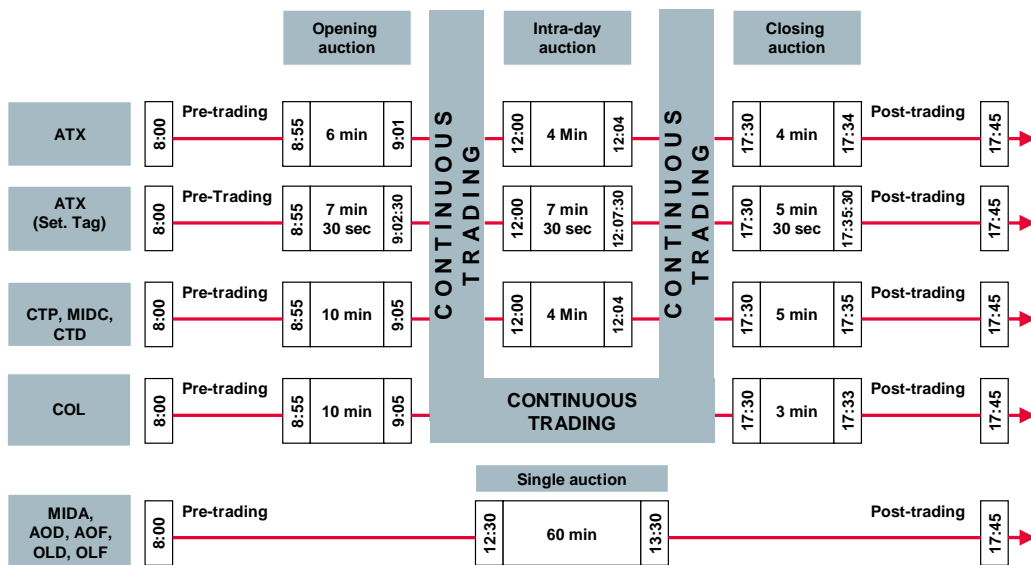 Opening
auction
Intra-day
auction
Closing
auction
CONTINUOUS
TRADING
CONTINUOUS
TRADING
ATX
8:00
Pre-trading
8:55
6 min
9:01
12:00
4 Min
12:04
17:30
4 min
17:34
Post-trading
17:45
ATX
(Set. Tag)
8:00
Pre-Trading
8:55
7 min
30 sec
9:02:30
12:00
7 min
30 sec
12:07:30
17:30
5 min
30 sec
17:35:30
Post-trading
17:45
CTP, MIDC,
CTD
8:00
Pre-trading
8:55
10 min
9:05
12:00
4 Min
12:04
17:30
5 min
17:35
Post-trading
17:45
COL
8:00
Pre-trading
8:55
10 min
9:05
CONTINUOUS
TRADING
17:30
3 min
17:33
Post-trading
17:45
Single auction
MIDA,
AOD, AOF,
OLD, OLF
8:00
Pre-trading
12:30
60 min
13:30
Post-trading
17:45